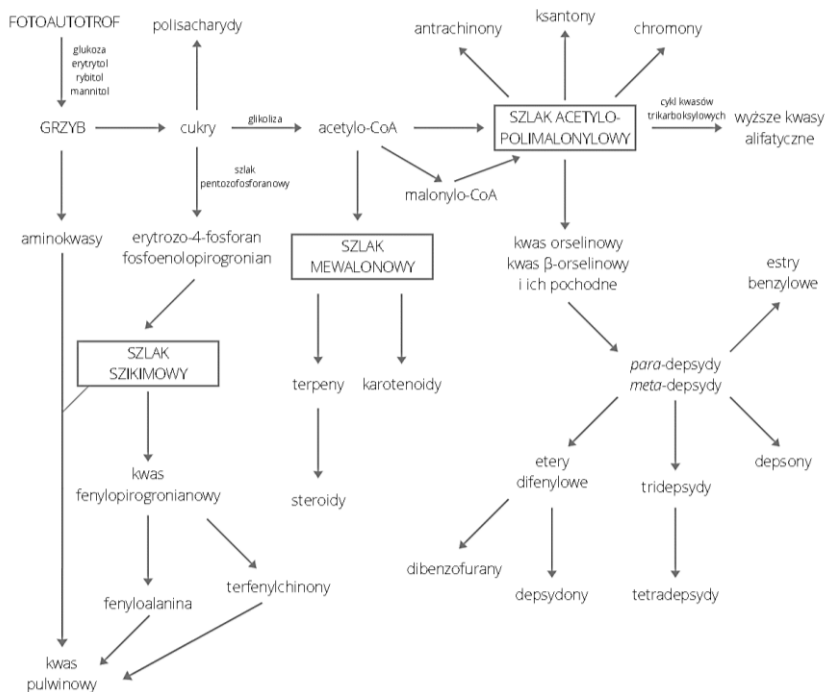 FOTOAUTOTROF
glukoza
erytrytol
rybitol
mannitol
polisacharydy
antrachinony
ksantony
chromony
GRZYB
cukry
glikoliza
acetylo-CoA
SZLAK ACETYLO-
POLIMALONYLOWY
cykl kwasów
trikarboksylowych
wyższe kwasy
alifatyczne
szlak
pentozofosforanowy
malonylo-CoA
aminokwasy
erytrozo-4-fosforan
fosfoenolopirogronian
SZLAK
MEWALONOWY
kwas orselinowy
kwas β-orselinowy
i ich pochodne
estry
benzylowe
SZLAK
SZIKIMOWY
terpeny
karotenoidy
para-depsydy
meta-depsydy
kwas
fenylopirogronianowy
steroidy
etery
difenylowe
tridepsydy
depsony
fenyloalanina
terfenylchinony
dibenzofurany
depsydony
tetradepsydy
kwas
pulwinowy